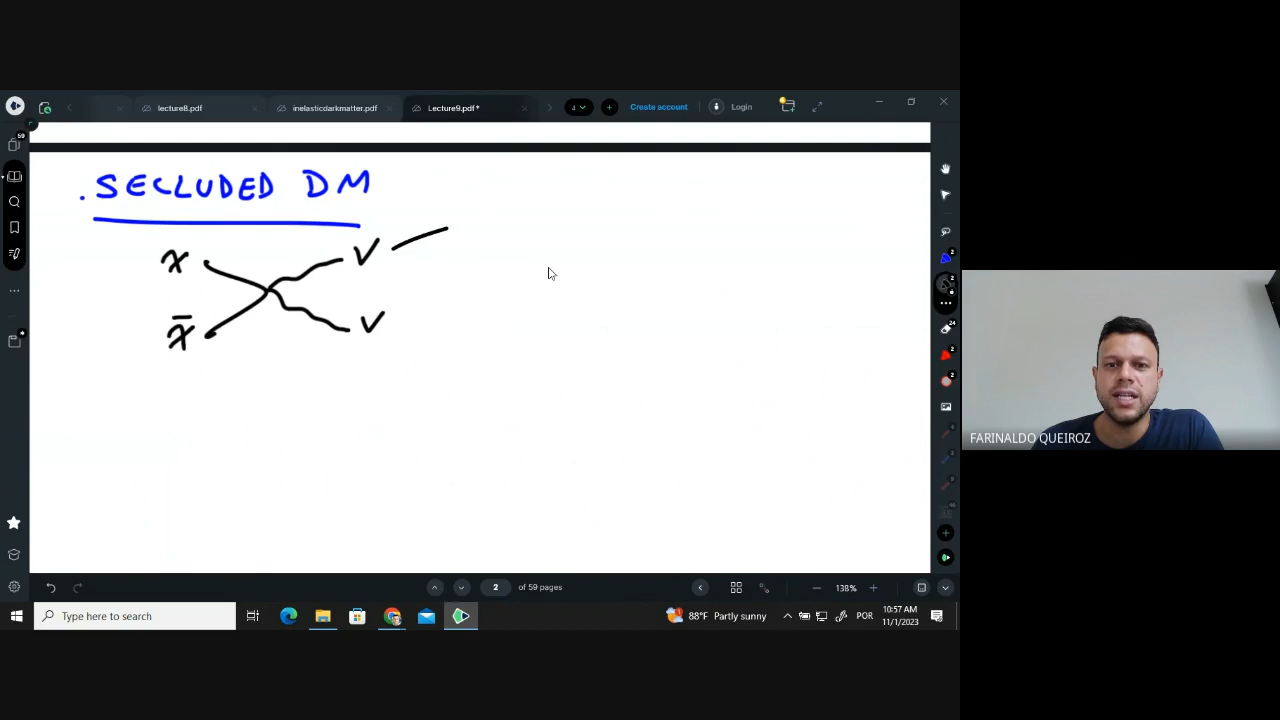 lecture8.pdf
inelasticdarkmatter.pdf
Lecture9.pdf*
Create account
Login
59
. SECLUDED DM
χ V
χ̄ V
FARINALDO QUEIROZ
2 of 59 pages
138%
Type here to search
88°F Partly sunny
POR
10:57 AM
11/1/2023